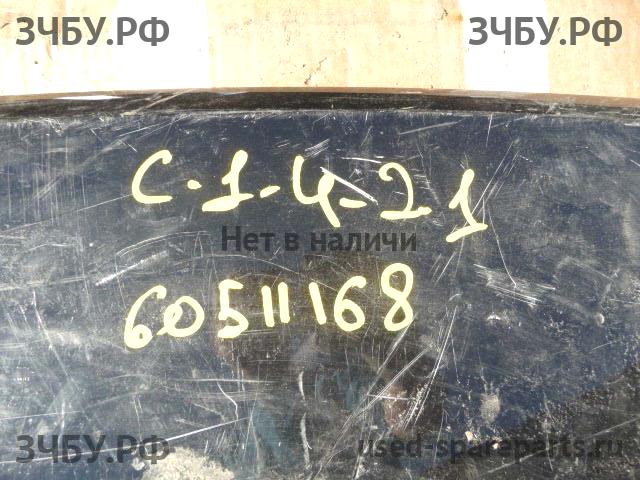 ЗЧБУ.РФ ЗЧБУ.РФ
С-1-4-21
Нет в наличи
60511168
ЗЧБУ.РФ used-spareparts.ru